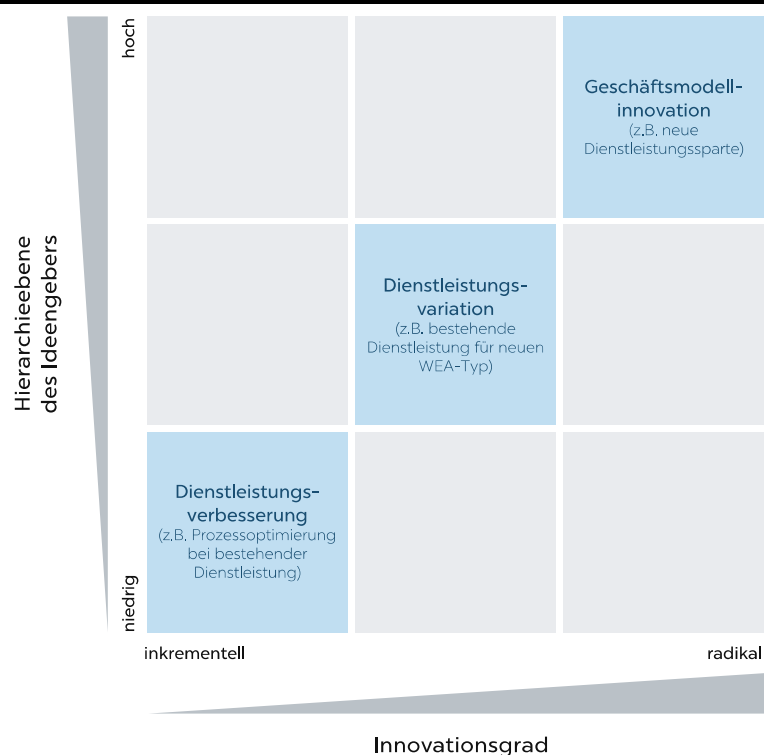 hoch
Geschäftsmodell-
innovation
(z.B. neue
Dienstleistungssparte)
Hierarchieebene
des Ideengebers
Dienstleistungs-
variation
(z.B. bestehende
Dienstleistung für neuen
WEA-Typ)
Dienstleistungs-
verbesserung
(z.B. Prozessoptimierung
bei bestehender
Dienstleistung)
niedrig
inkrementell
radikal
Innovationsgrad